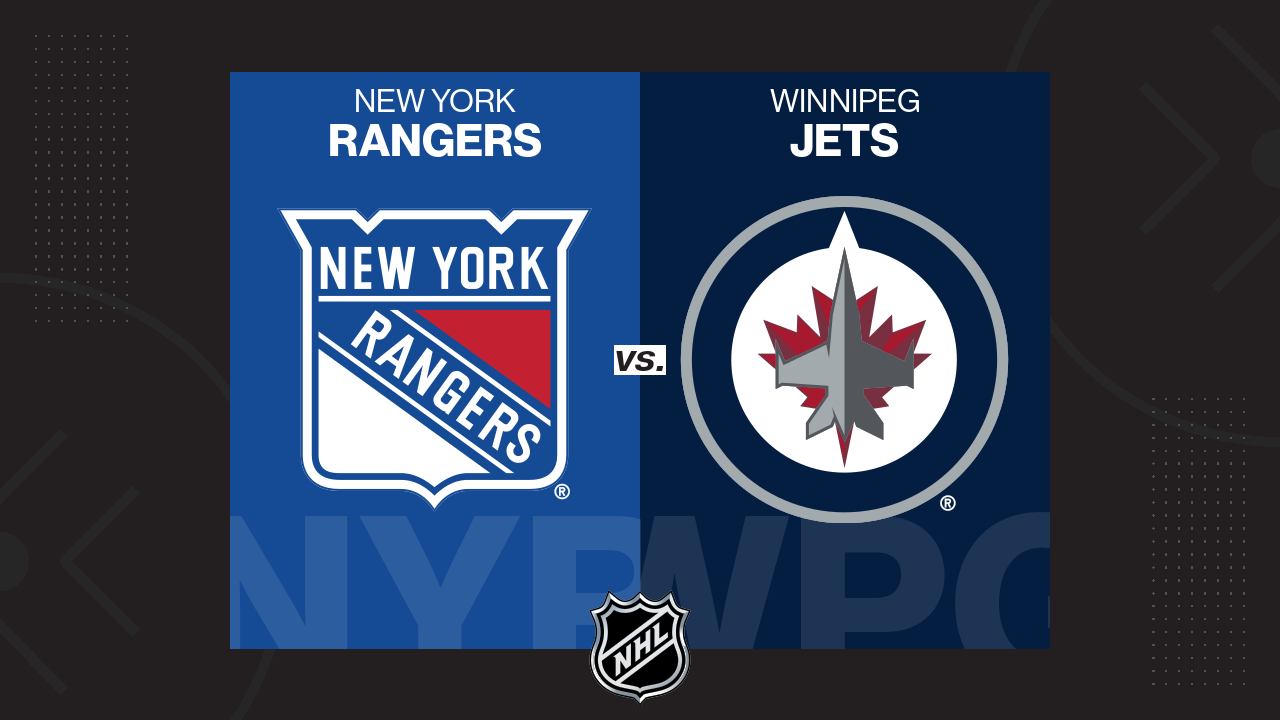 NEW YORK
RANGERS
WINNIPEG
JETS
NEW YORK
RANGERS
®
vs.
®
NYR
WPG
NHL